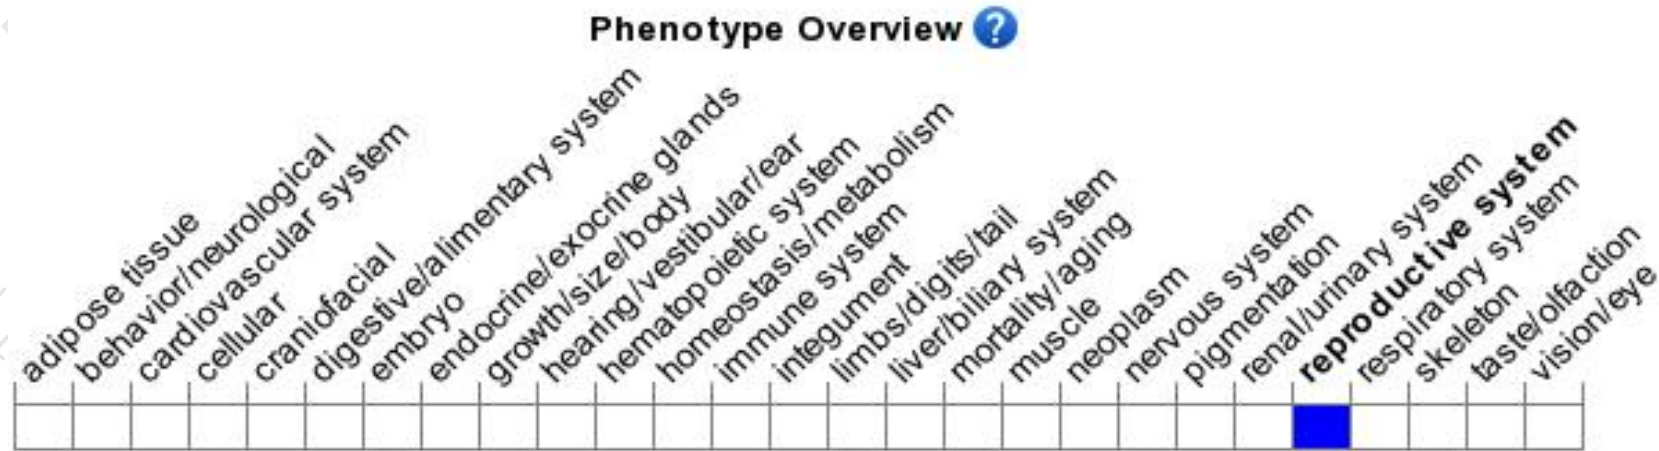 Phenotype Overview ?
adipose tissue
behavior/neurological
cardiovascular system
cellular
craniofacial
digestive/alimentary system
embryo
endocrine/exocrine glands
growth/size/body
hearing/vestibular/ear
hematopoietic system
homeostasis/metabolism
immune system
integument
limbs/digits/tail
liver/biliary system
mortality/aging
muscle
neoplasm
nervous system
pigmentation
renal/urinary system
reproductive system
respiratory system
skeleton
taste/olfaction
vision/eye